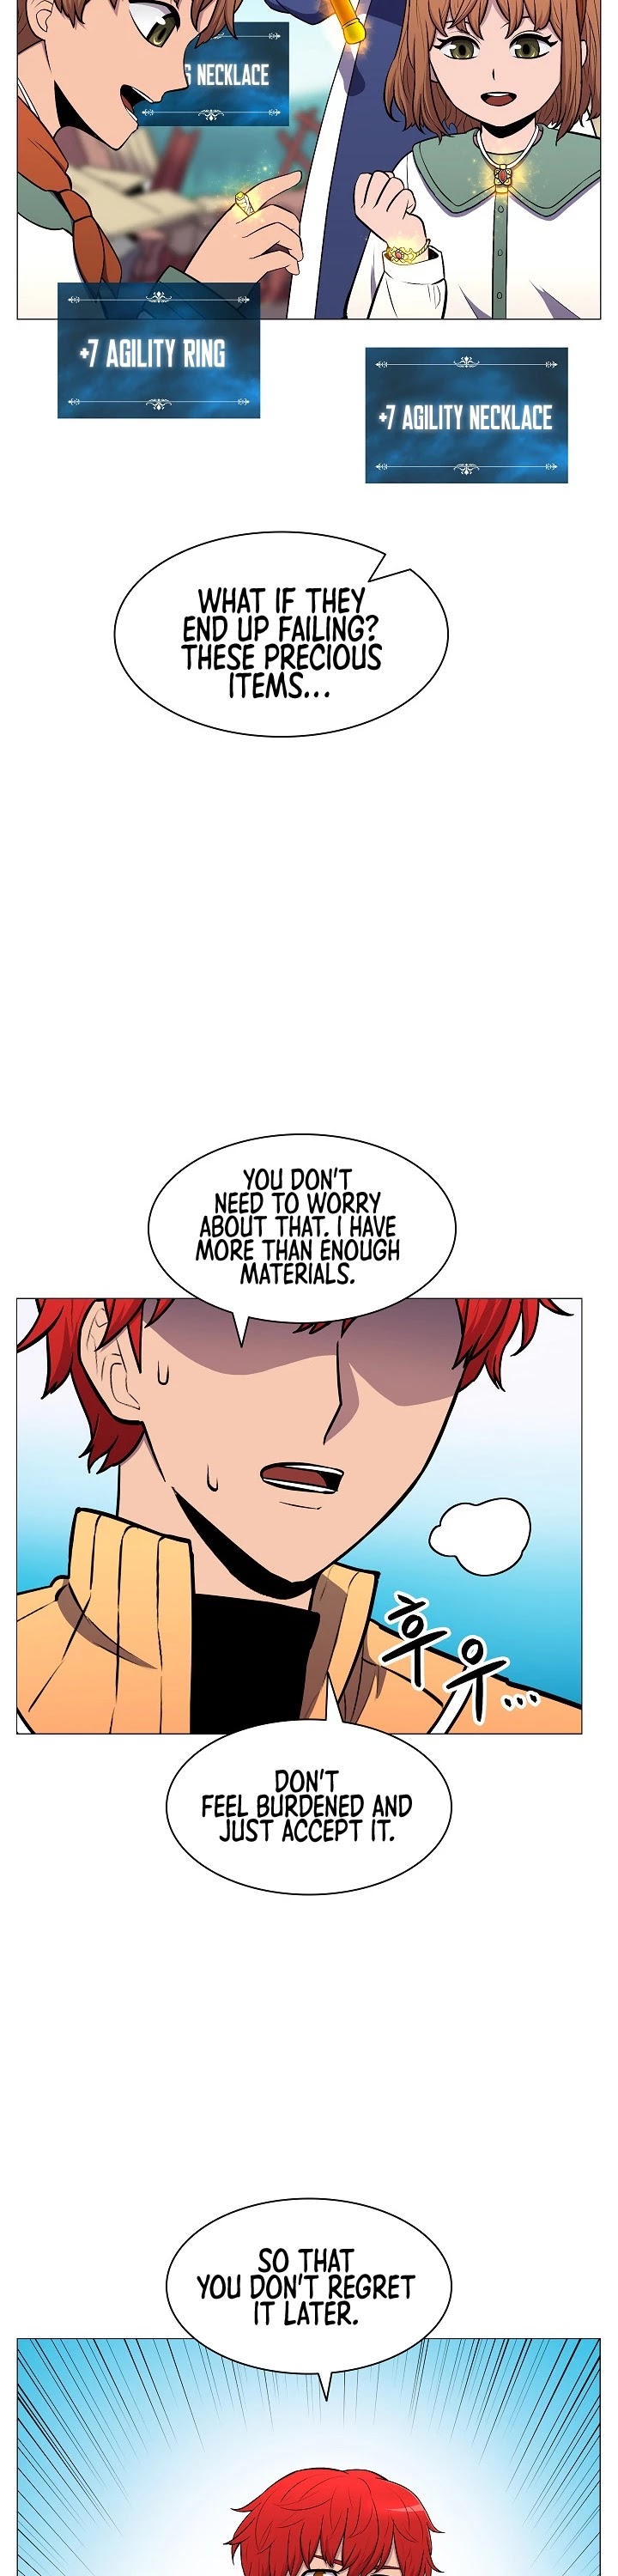 NECKLACE
+7 AGILITY RING
+7 AGILITY NECKLACE
WHAT IF THEY
END UP FAILING?
THESE PRECIOUS
ITEMS...
YOU DON'T
NEED TO WORRY
ABOUT THAT. I HAVE
MORE THAN ENOUGH
MATERIALS.
후우...
DON'T
FEEL BURDENED AND
JUST ACCEPT IT.
SO THAT
YOU DON'T REGRET
IT LATER.